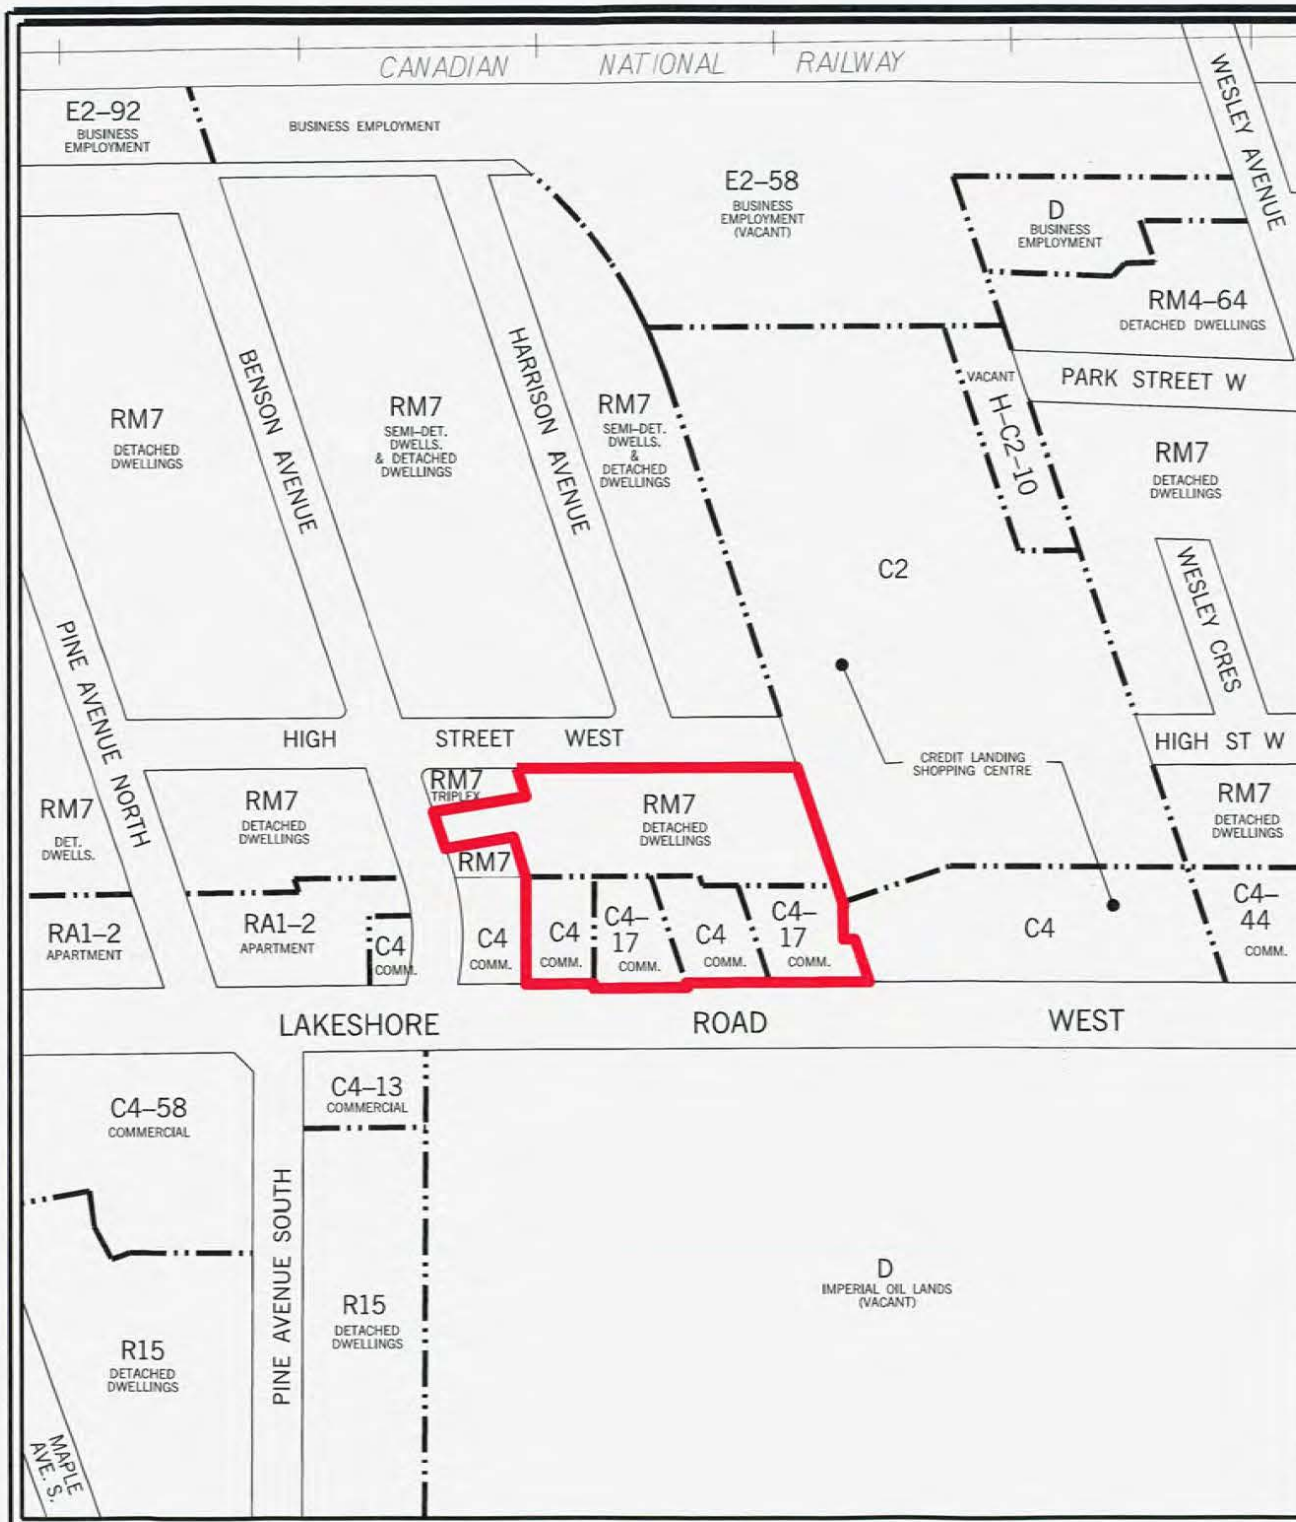 CANADIAN NATIONAL RAILWAY
WESLEY AVENUE
E2–92
BUSINESS
EMPLOYMENT
BUSINESS EMPLOYMENT
E2–58
BUSINESS
EMPLOYMENT
(VACANT)
D
BUSINESS
EMPLOYMENT
RM4–64
DETACHED DWELLINGS
PARK STREET W
VACANT
H–C2–10
RM7
DETACHED
DWELLINGS
BENSON AVENUE
RM7
SEMI–DET.
DWELLS.
& DETACHED
DWELLINGS
HARRISON AVENUE
RM7
SEMI–DET.
DWELLS.
&
DETACHED
DWELLINGS
RM7
DETACHED
DWELLINGS
C2
WESLEY CRES
PINE AVENUE NORTH
HIGH STREET WEST
HIGH ST W
CREDIT LANDING
SHOPPING CENTRE
RM7
DET.
DWELLS.
RM7
DETACHED
DWELLINGS
RM7
TRIPLEX
RM7
RM7
DETACHED
DWELLINGS
RM7
DETACHED
DWELLINGS
RA1–2
APARTMENT
RA1–2
APARTMENT
C4
COMM.
C4
COMM.
C4
COMM.
C4–
17
COMM.
C4
COMM.
C4–
17
COMM.
C4
C4–
44
COMM.
LAKESHORE ROAD WEST
C4–58
COMMERCIAL
C4–13
COMMERCIAL
PINE AVENUE SOUTH
R15
DETACHED
DWELLINGS
R15
DETACHED
DWELLINGS
D
IMPERIAL OIL LANDS
(VACANT)
MAPLE
AVE. S.